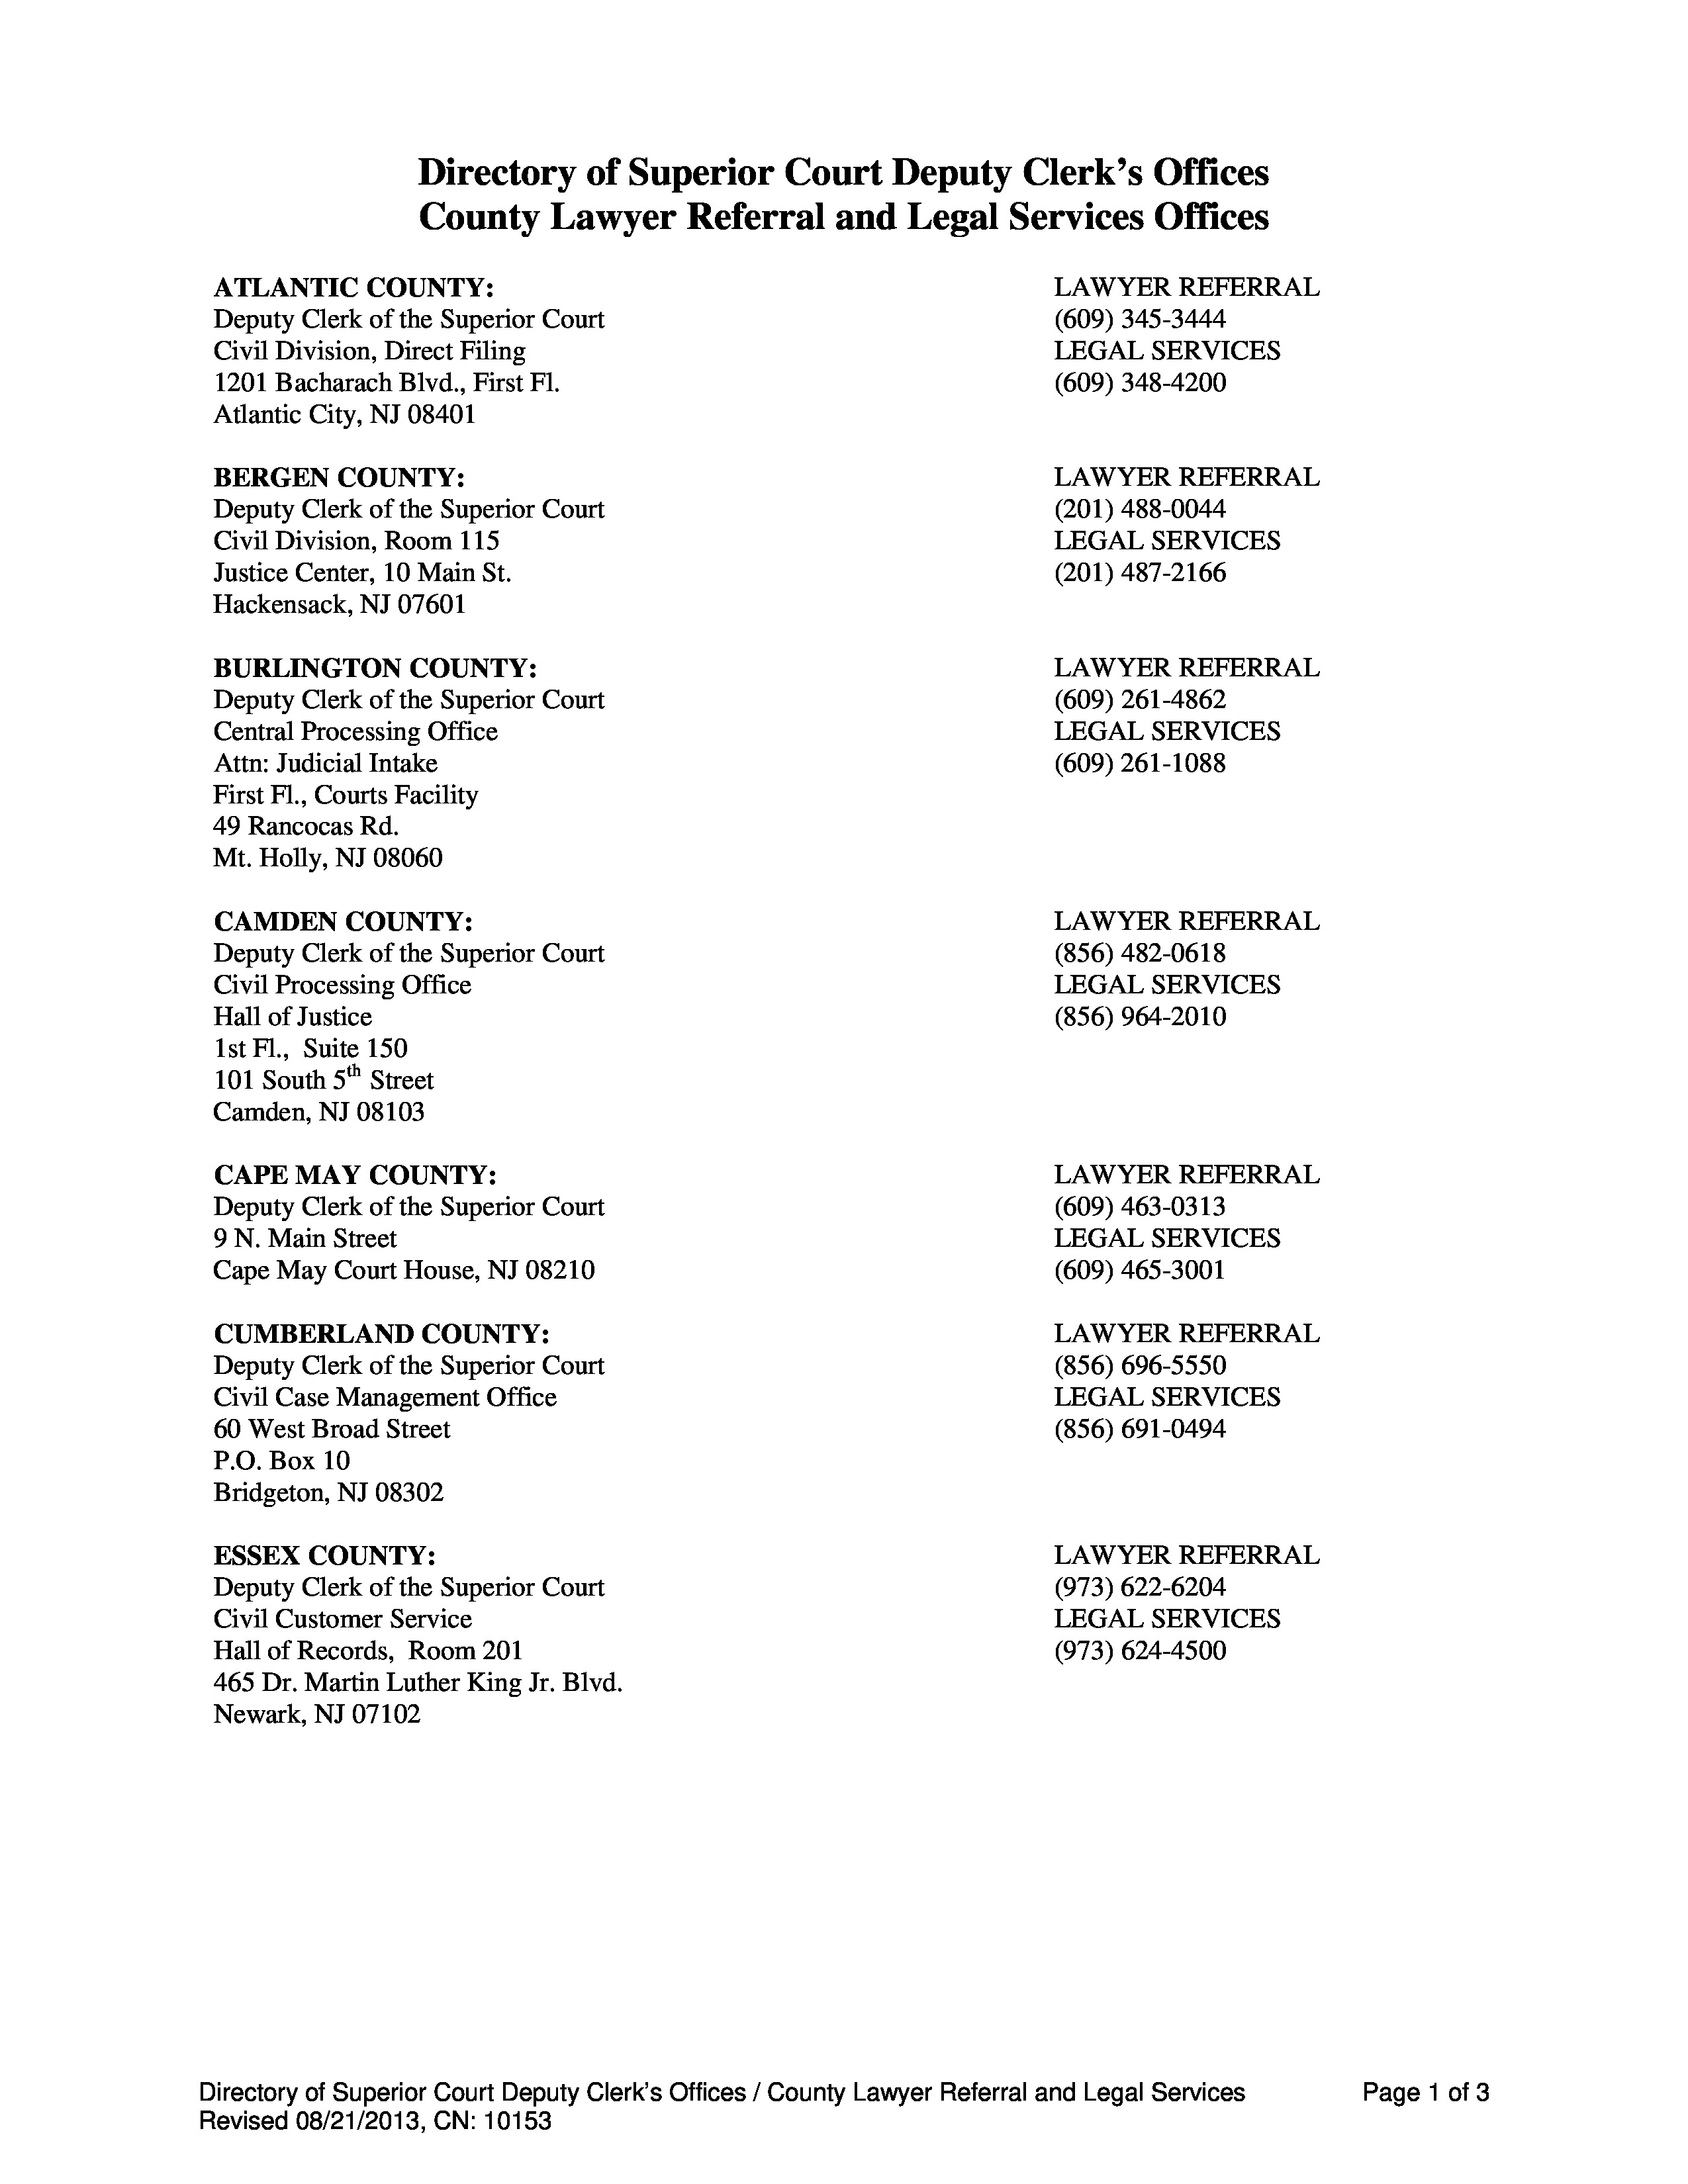 Directory of Superior Court Deputy Clerk’s Offices
County Lawyer Referral and Legal Services Offices
ATLANTIC COUNTY:
Deputy Clerk of the Superior Court
Civil Division, Direct Filing
1201 Bacharach Blvd., First Fl.
Atlantic City, NJ 08401
LAWYER REFERRAL
(609) 345-3444
LEGAL SERVICES
(609) 348-4200
BERGEN COUNTY:
Deputy Clerk of the Superior Court
Civil Division, Room 115
Justice Center, 10 Main St.
Hackensack, NJ 07601
LAWYER REFERRAL
(201) 488-0044
LEGAL SERVICES
(201) 487-2166
BURLINGTON COUNTY:
Deputy Clerk of the Superior Court
Central Processing Office
Attn: Judicial Intake
First Fl., Courts Facility
49 Rancocas Rd.
Mt. Holly, NJ 08060
LAWYER REFERRAL
(609) 261-4862
LEGAL SERVICES
(609) 261-1088
CAMDEN COUNTY:
Deputy Clerk of the Superior Court
Civil Processing Office
Hall of Justice
1st Fl., Suite 150
101 South 5th Street
Camden, NJ 08103
LAWYER REFERRAL
(856) 482-0618
LEGAL SERVICES
(856) 964-2010
CAPE MAY COUNTY:
Deputy Clerk of the Superior Court
9 N. Main Street
Cape May Court House, NJ 08210
LAWYER REFERRAL
(609) 463-0313
LEGAL SERVICES
(609) 465-3001
CUMBERLAND COUNTY:
Deputy Clerk of the Superior Court
Civil Case Management Office
60 West Broad Street
P.O. Box 10
Bridgeton, NJ 08302
LAWYER REFERRAL
(856) 696-5550
LEGAL SERVICES
(856) 691-0494
ESSEX COUNTY:
Deputy Clerk of the Superior Court
Civil Customer Service
Hall of Records, Room 201
465 Dr. Martin Luther King Jr. Blvd.
Newark, NJ 07102
LAWYER REFERRAL
(973) 622-6204
LEGAL SERVICES
(973) 624-4500
Directory of Superior Court Deputy Clerk’s Offices / County Lawyer Referral and Legal Services Page 1 of 3
Revised 08/21/2013, CN: 10153